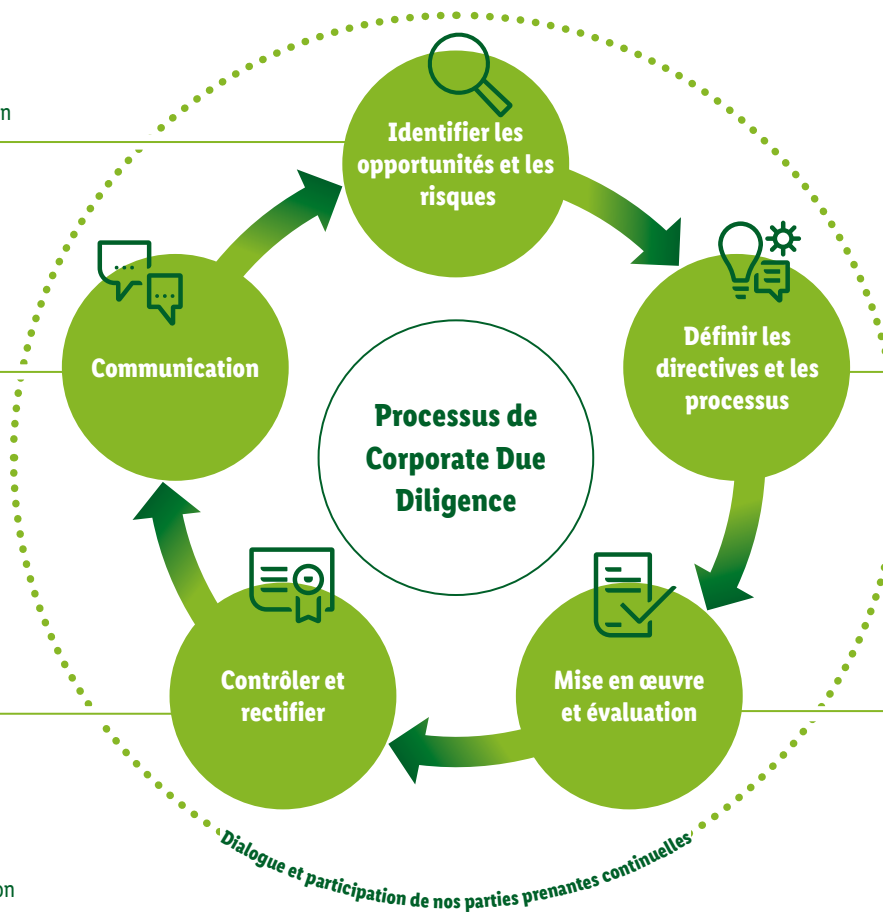 Identifier les
opportunités et les
risques
Définir les
directives et les
processus
Mise en œuvre
et évaluation
Contrôler et
rectifier
Communication
Processus de
Corporate Due
Diligence
Dialogue et participation de nos parties prenantes continuelles